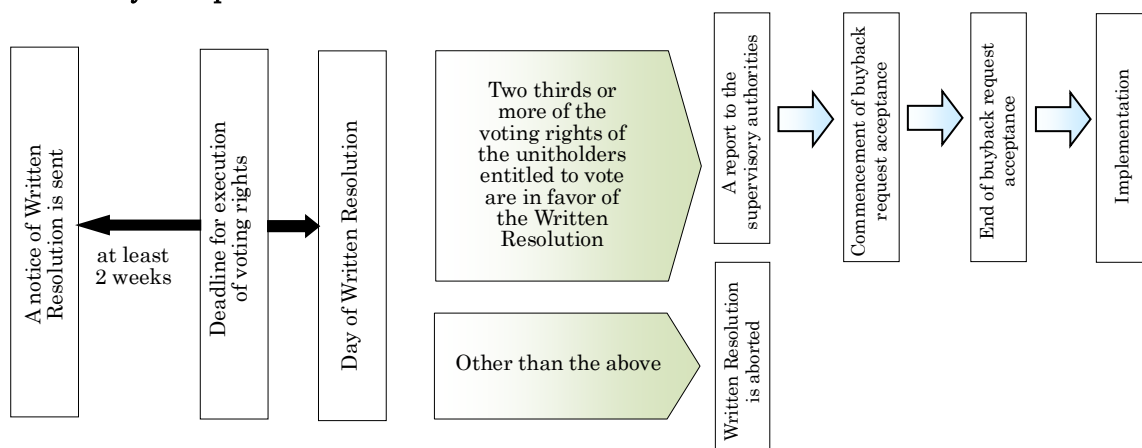 A notice of Written
Resolution is sent
at least
2 weeks
Deadline for execution
of voting rights
Day of Written Resolution
Two thirds or
more of the
voting rights of
the unitholders
entitled to vote
are in favor of
the Written
Resolution
A report to the
supervisory authorities
Commencement of buyback
request acceptance
End of buyback request
acceptance
Implementation
Other than the above
Written Resolution
is aborted